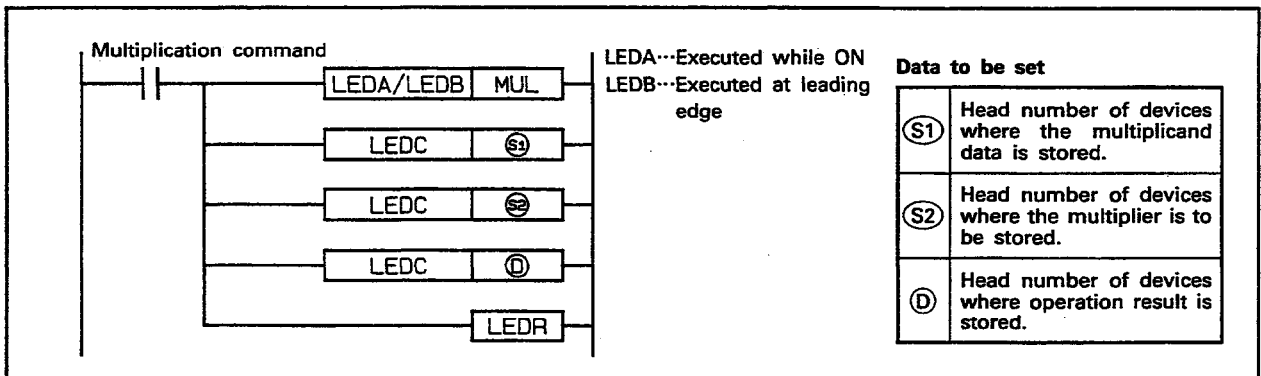 Multiplication command
LEDA/LEDB MUL
LEDC S1
LEDC S2
LEDC D
LEDR
LEDA···Executed while ON
LEDB···Executed at leading
edge
Data to be set
S1 Head number of devices
where the multiplicand
data is stored.
S2 Head number of devices
where the multiplier is to
be stored.
D Head number of devices
where operation result is
stored.